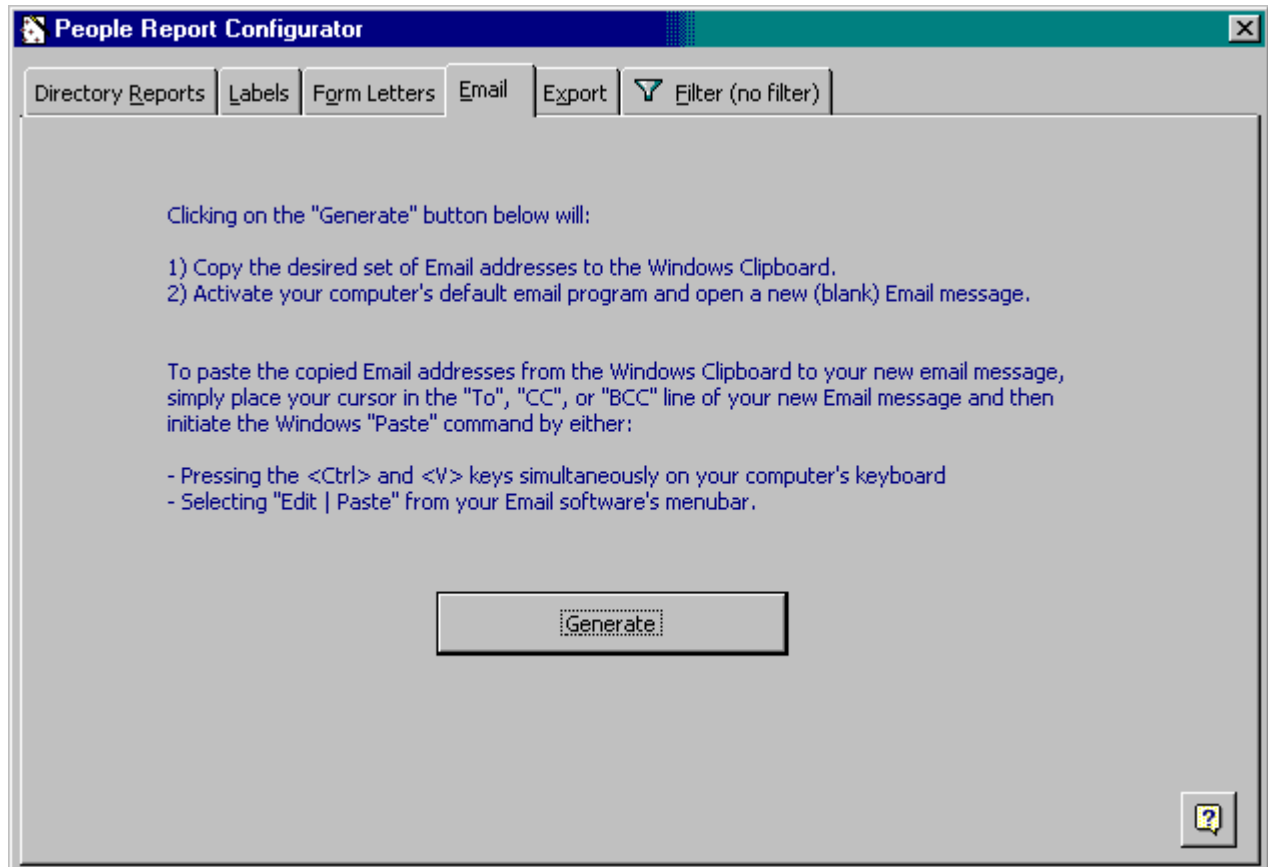 People Report Configurator
Directory Reports Labels Form Letters Email Export Filter (no filter)
Clicking on the "Generate" button below will:
1) Copy the desired set of Email addresses to the Windows Clipboard.
2) Activate your computer's default email program and open a new (blank) Email message.
To paste the copied Email addresses from the Windows Clipboard to your new email message,
simply place your cursor in the "To", "CC", or "BCC" line of your new Email message and then
initiate the Windows "Paste" command by either:
- Pressing the <Ctrl> and <V> keys simultaneously on your computer's keyboard
- Selecting "Edit | Paste" from your Email software's menubar.
Generate
?